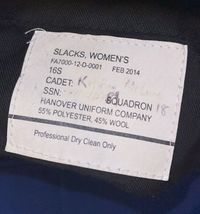 SLACKS, WOMEN'S
FA7000-12-D-0001 FEB 2014
16S
CADET:
SSN:
SQUADRON 18
HANOVER UNIFORM COMPANY
55% POLYESTER, 45% WOOL
Professional Dry Clean Only